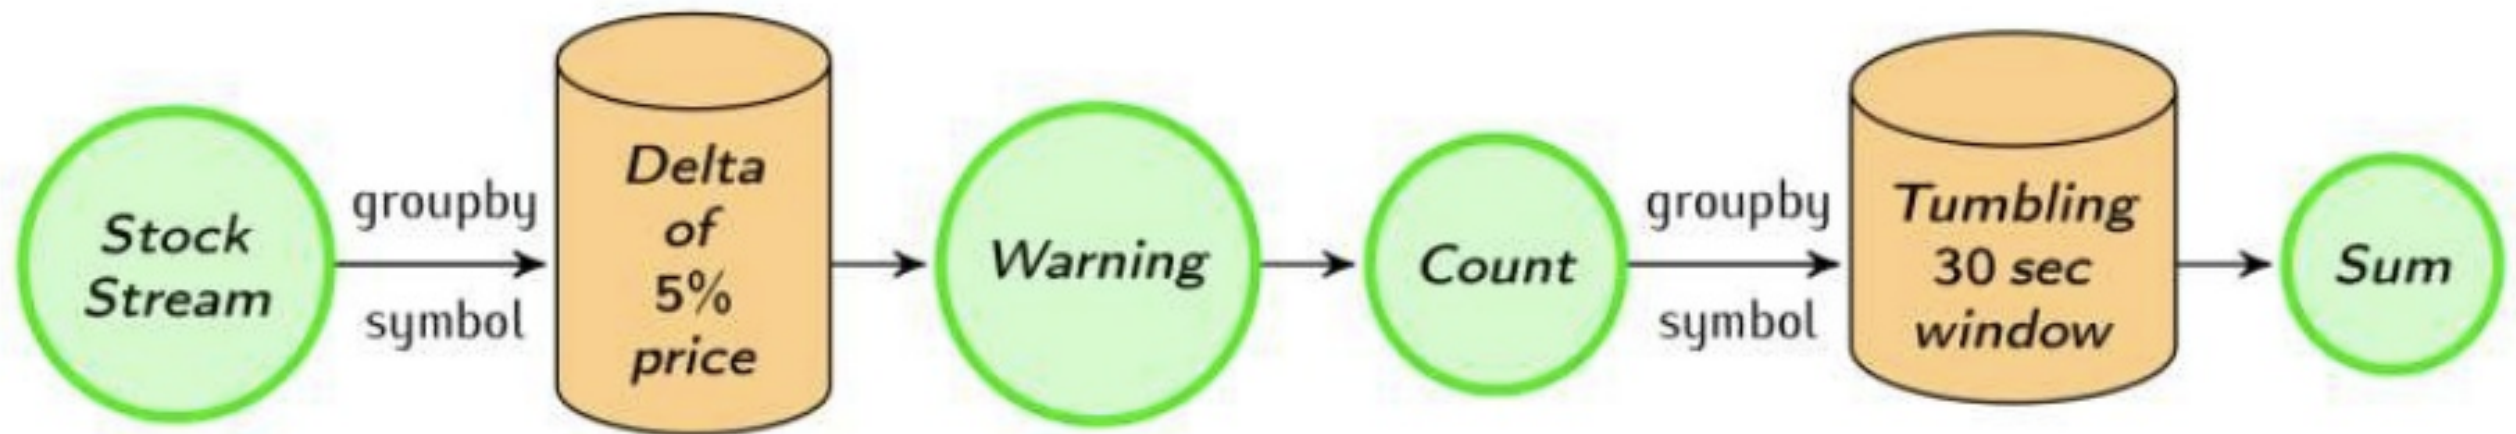 Stock
Stream
groupby
symbol
Delta
of
5%
price
Warning
Count
groupby
symbol
Tumbling
30 sec
window
Sum